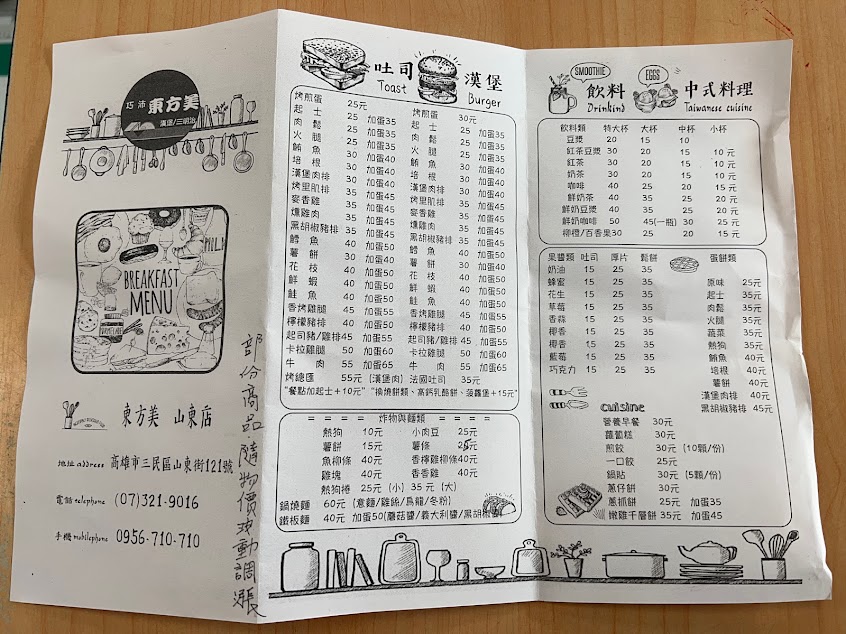 巧沛 東方美
漢堡/三明治
BREAKFAST
MENU
東方美 山東店
地址 address 高雄市三民區山東街121號
電話 telephone (07)321-9016
手機 mobilephone 0956-710-710
部份商品隨物價波動調漲
吐司 漢堡
Toast Burger
烤煎蛋 25元 烤煎蛋 30元
起士 25 加蛋35 起士 25 加蛋35
肉鬆 25 加蛋35 肉鬆 25 加蛋35
火腿 25 加蛋35 火腿 25 加蛋35
鮪魚 30 加蛋40 鮪魚 30 加蛋40
培根 30 加蛋40 培根 30 加蛋40
漢堡肉排 30 加蛋40 漢堡肉排 30 加蛋40
烤里肌排 35 加蛋45 烤里肌排 35 加蛋45
麥香雞 35 加蛋45 麥香雞 35 加蛋45
燻雞肉 35 加蛋45 燻雞肉 35 加蛋45
黑胡椒豬排 35 加蛋45 黑胡椒豬排 35 加蛋45
鱈魚 40 加蛋50 鱈魚 40 加蛋50
薯餅 30 加蛋40 薯餅 30 加蛋40
花枝 40 加蛋50 花枝 40 加蛋50
鮮蝦 40 加蛋50 鮮蝦 40 加蛋50
鮭魚 40 加蛋50 鮭魚 40 加蛋50
香烤雞腿 45 加蛋55 香烤雞腿 45 加蛋55
檸檬豬排 40 加蛋50 檸檬豬排 40 加蛋50
起司豬/雞排45 加蛋55 起司豬/雞排 45 加蛋55
卡拉雞腿 50 加蛋60 卡拉雞腿 50 加蛋60
牛肉 55 加蛋65 牛肉 55 加蛋65
烤總匯 55元 (漢堡肉) 法國吐司 35元
"餐點加起士+10元" "換燒餅類、高鈣乳酪餅、菠蘿堡+15元"
= = = = 炸物與麵類 = = = =
熱狗 10元 小肉豆 25元
薯餅 15元 薯條 25元
魚柳條 40元 香檸雞柳條40元
雞塊 40元 香香雞 40元
熱狗捲 25元 (小) 35元 (大)
鍋燒麵 60元 (意麵/雞絲/烏龍/冬粉)
鐵板麵 40元 加蛋50(蘑菇醬/義大利醬/黑胡椒醬)
SMOOTHIE
EGGS
飲料 中式料理
Drinkind Taiwanese cuisine
飲料類 特大杯 大杯 中杯 小杯
豆漿 20 15 10
紅茶豆漿 30 20 15 10元
紅茶 30 20 15 10元
奶茶 30 20 15 10元
咖啡 40 25 20 15元
鮮奶茶 40 35 25 20元
鮮奶豆漿 40 35 25 20元
鮮奶咖啡 50 45(一瓶) 30 25元
柳橙/百香果30 25 20 15元
果醬類 吐司 厚片 鬆餅
奶油 15 25 35
蜂蜜 15 25 35
花生 15 25 35
草莓 15 25 35
香蒜 15 25 35
椰香 15 25 35
椰香 15 25 35
藍莓 15 25 35
巧克力 15 25 35
蛋餅類
原味 25元
起士 35元
肉鬆 35元
火腿 35元
蔬菜 35元
熱狗 35元
鮪魚 40元
培根 40元
薯餅 40元
漢堡肉排 40元
黑胡椒豬排 45元
cuisine
營養早餐 30元
蘿蔔糕 30元
煎餃 30元 (10顆/份)
一口餃 25元
鍋貼 30元 (5顆/份)
蔥仔餅 30元
蔥抓餅 25元 加蛋35
嫩雞千層餅 35元 加蛋45